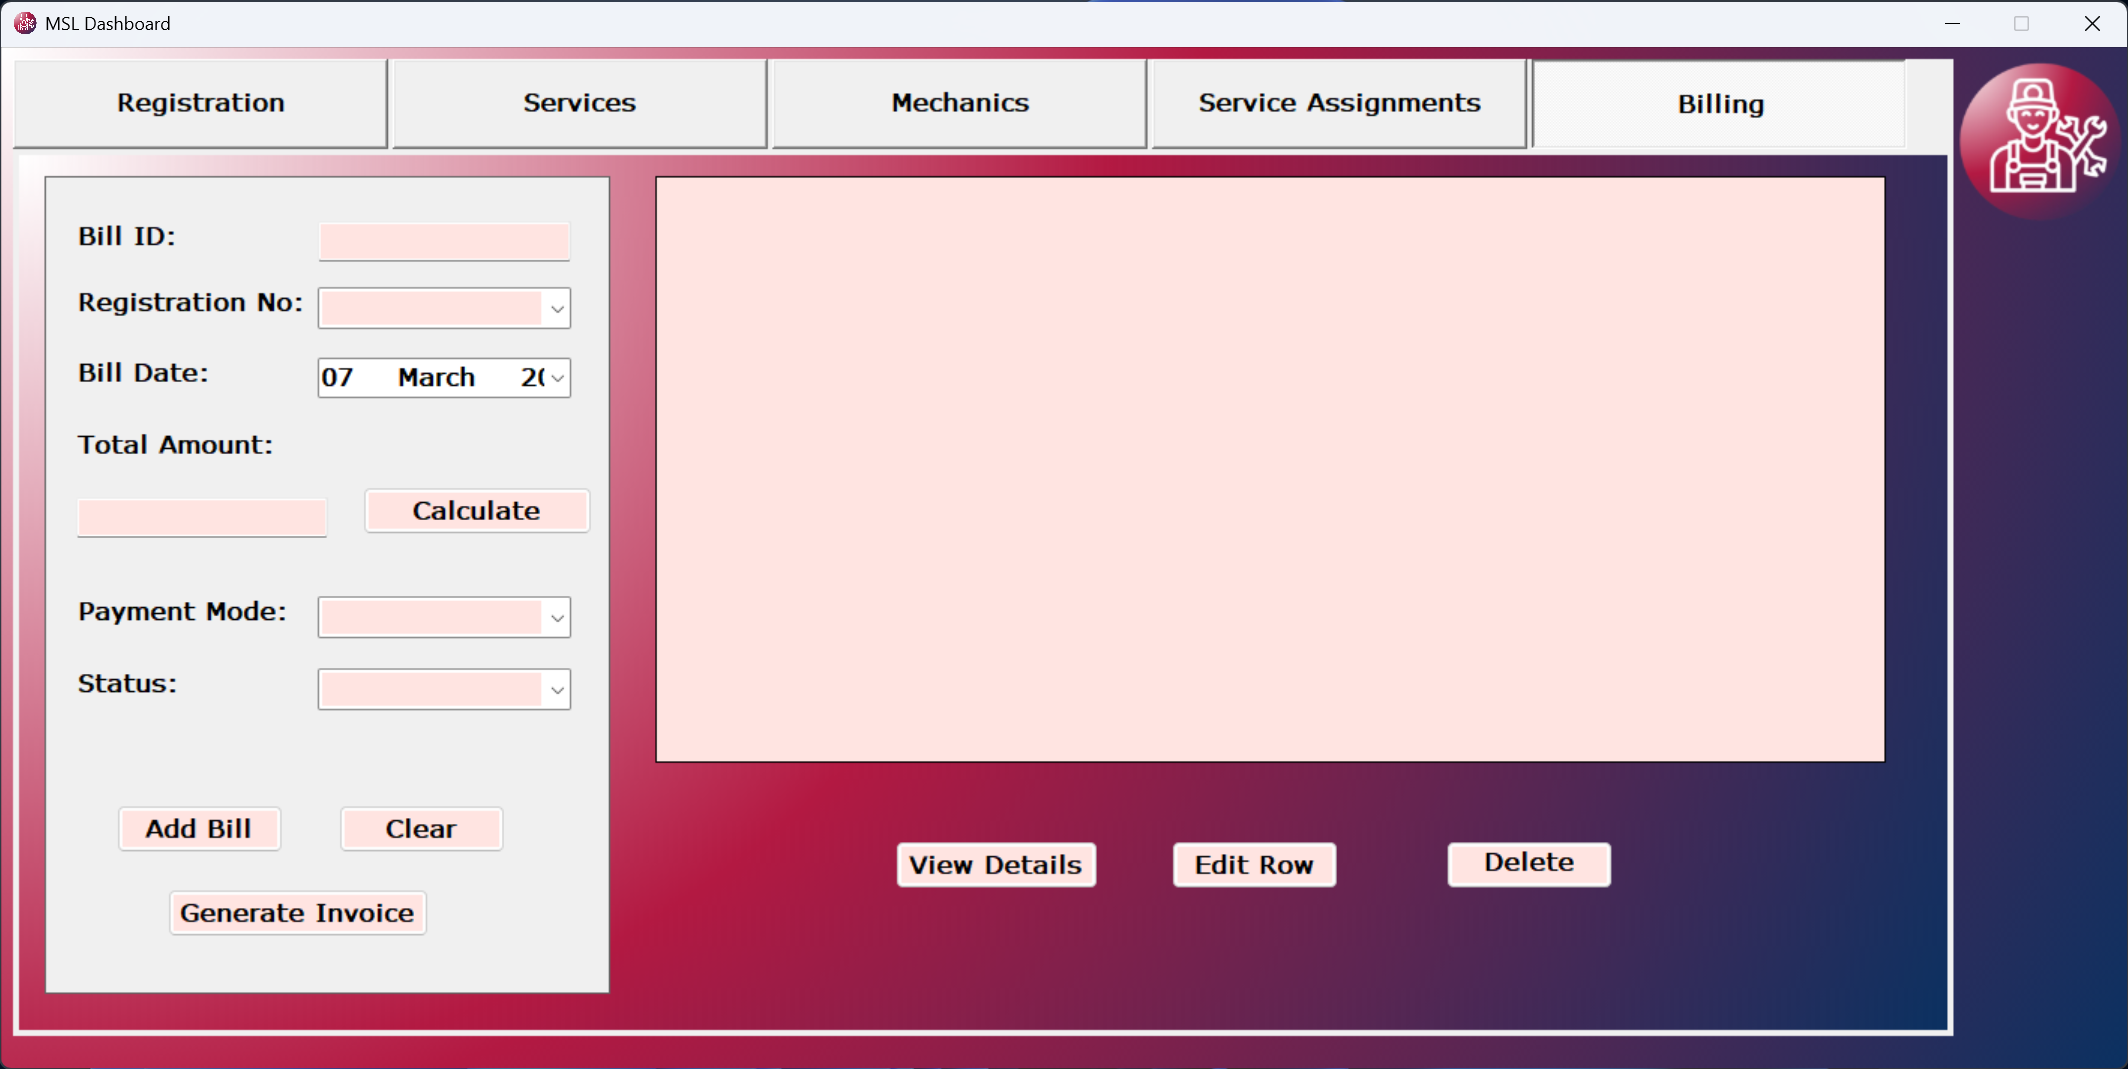 MSL Dashboard
Registration
Services
Mechanics
Service Assignments
Billing
Bill ID:
Registration No:
Bill Date:
07 March
Total Amount:
Calculate
Payment Mode:
Status:
Add Bill
Clear
Generate Invoice
View Details
Edit Row
Delete